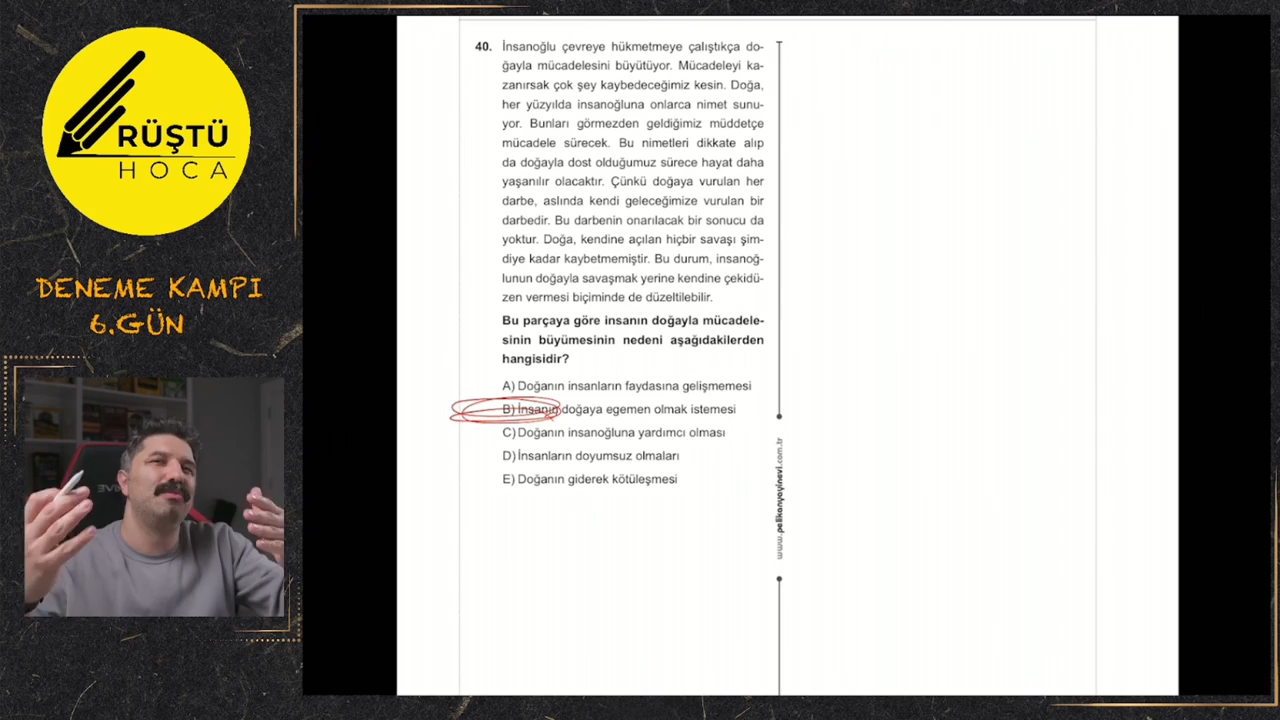 RÜŞTÜ
HOCA
DENEME KAMPI
6.GÜN
40. İnsanoğlu çevreye hükmetmeye çalıştıkça do-
ğayla mücadelesini büyütüyor. Mücadeleyi ka-
zanırsak çok şey kaybedeceğimiz kesin. Doğa,
her yüzyılda insanoğluna onlarca nimet sunu-
yor. Bunları görmezden geldiğimiz müddetçe
mücadele sürecek. Bu nimetleri dikkate alıp
da doğayla dost olduğumuz sürece hayat daha
yaşanılır olacaktır. Çünkü doğaya vurulan her
darbe, aslında kendi geleceğimize vurulan bir
darbedir. Bu darbenin onarılacak bir sonucu da
yoktur. Doğa, kendine açılan hiçbir savaşı şim-
diye kadar kaybetmemiştir. Bu durum, insanoğ-
lunun doğayla savaşmak yerine kendine çekidü-
zen vermesi biçiminde de düzeltilebilir.
Bu parçaya göre insanın doğayla mücadele-
sinin büyümesinin nedeni aşağıdakilerden
hangisidir?
A) Doğanın insanların faydasına gelişmemesi
B) İnsanın doğaya egemen olmak istemesi
C) Doğanın insanoğluna yardımcı olması
D) İnsanların doyumsuz olmaları
E) Doğanın giderek kötüleşmesi
www.pelikanyayinevi.com.tr